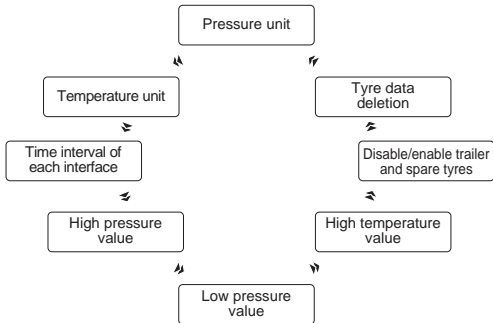 Pressure unit
Temperature unit
Tyre data
deletion
Time interval of
each interface
Disable/enable trailer
and spare tyres
High pressure
value
High temperature
value
Low pressure
value